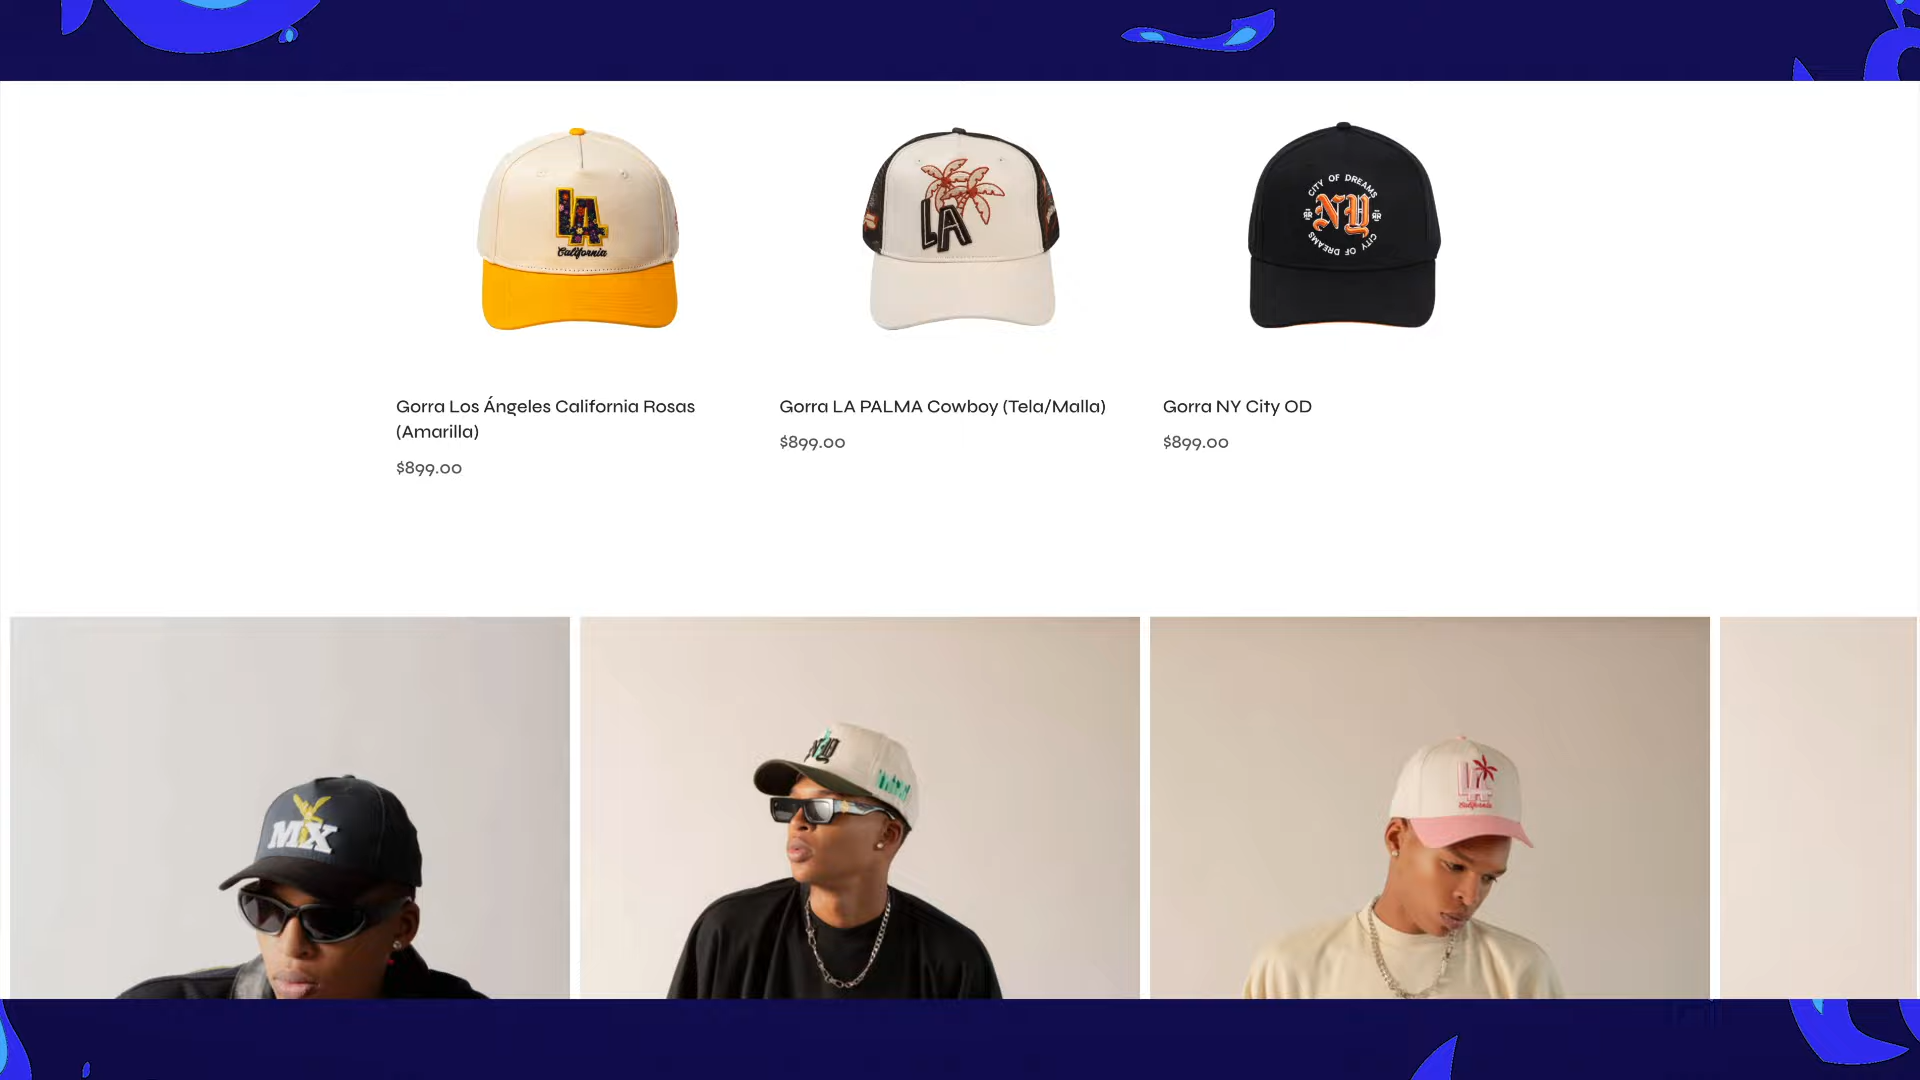 LA
California
LA
CITY OF DREAMS
NY
CITY OF DREAMS
Gorra Los Ángeles California Rosas
(Amarilla)
$899.00
Gorra LA PALMA Cowboy (Tela/Malla)
$899.00
Gorra NY City OD
$899.00
MX
NY
LA
California